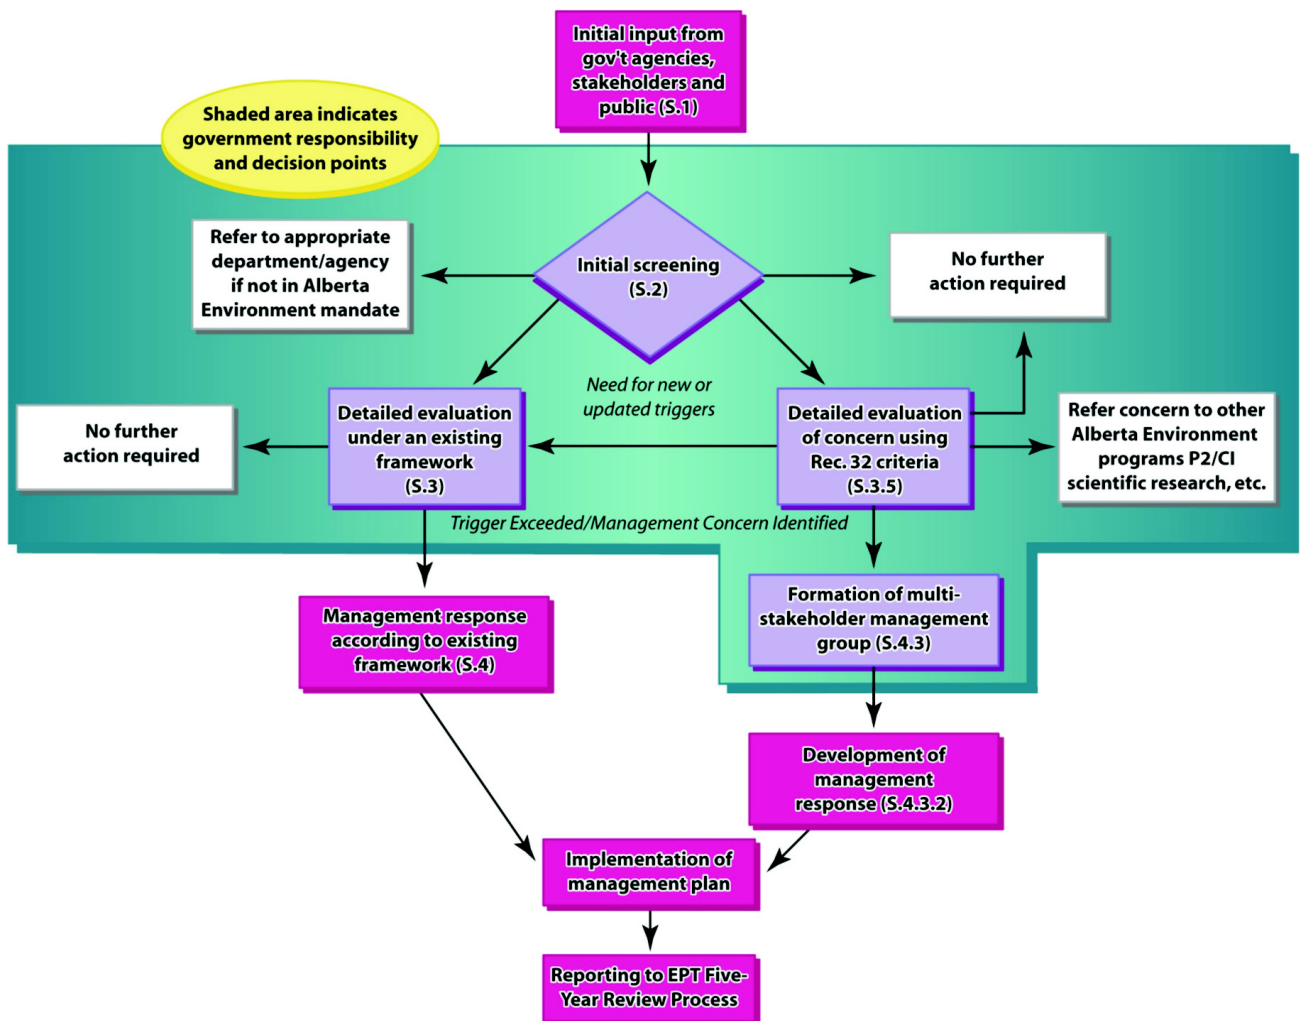 Initial input from
gov't agencies,
stakeholders and
public (S.1)
Shaded area indicates
government responsibility
and decision points
Refer to appropriate
department/agency
if not in Alberta
Environment mandate
Initial screening
(S.2)
No further
action required
Need for new or
updated triggers
No further
action required
Detailed evaluation
under an existing
framework
(S.3)
Detailed evaluation
of concern using
Rec. 32 criteria
(S.3.5)
Refer concern to other
Alberta Environment
programs P2/CI
scientific research, etc.
Trigger Exceeded/Management Concern Identified
Management response
according to existing
framework (S.4)
Formation of multi-
stakeholder management
group (S.4.3)
Development of
management
response (S.4.3.2)
Implementation of
management plan
Reporting to EPT Five-
Year Review Process